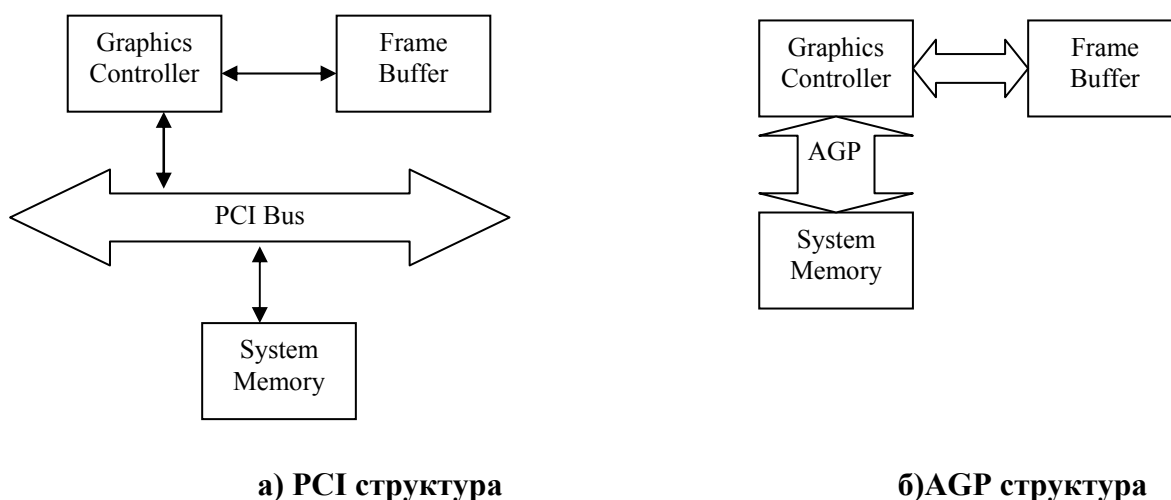 Graphics
Controller
Frame
Buffer
PCI Bus
System
Memory
а) PCI структура
Graphics
Controller
Frame
Buffer
AGP
System
Memory
б)AGP структура